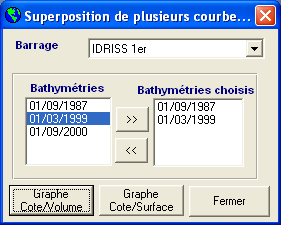 Superposition de plusieurs courbe...
Barrage
IDRISS 1er
Bathymétries
Bathymétries choisis
01/09/1987
01/03/1999
01/09/2000
>>
<<
01/09/1987
01/03/1999
Graphe
Cote/Volume
Graphe
Cote/Surface
Fermer